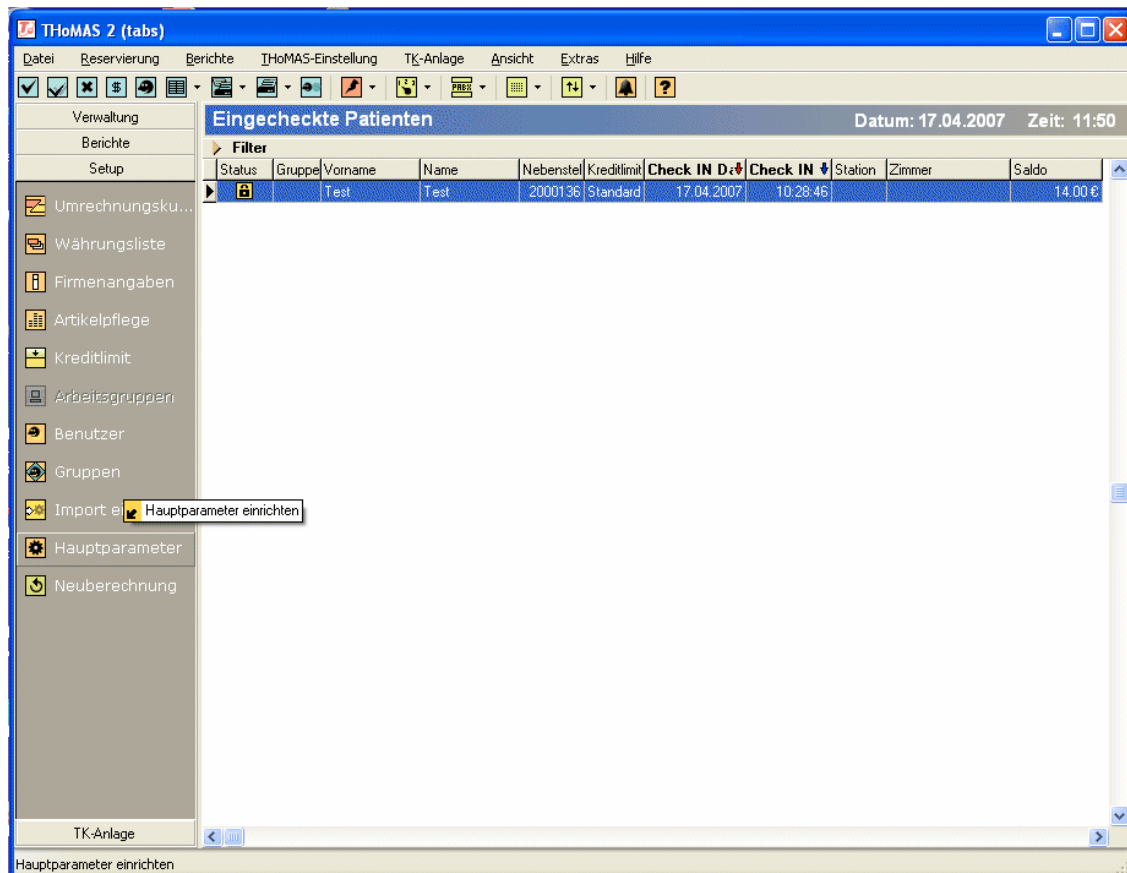 THoMAS 2 (tabs)
Datei Reservierung Berichte THoMAS-Einstellung TK-Anlage Ansicht Extras Hilfe
$ PABX ?
Verwaltung
Berichte
Setup
Umrechnungsku...
Währungsliste
Firmenangaben
Artikelpflege
Kreditlimit
Arbeitsgruppen
Benutzer
Gruppen
Import ei
Hauptparameter einrichten
Hauptparameter
Neuberechnung
TK-Anlage
Eingecheckte Patienten Datum: 17.04.2007 Zeit: 11:50
Filter
Status Gruppe Vorname Name Nebenstel Kreditlimit Check IN Da Check IN Station Zimmer Saldo
Test Test 2000136 Standard 17.04.2007 10:28:46 14.00 €
Hauptparameter einrichten